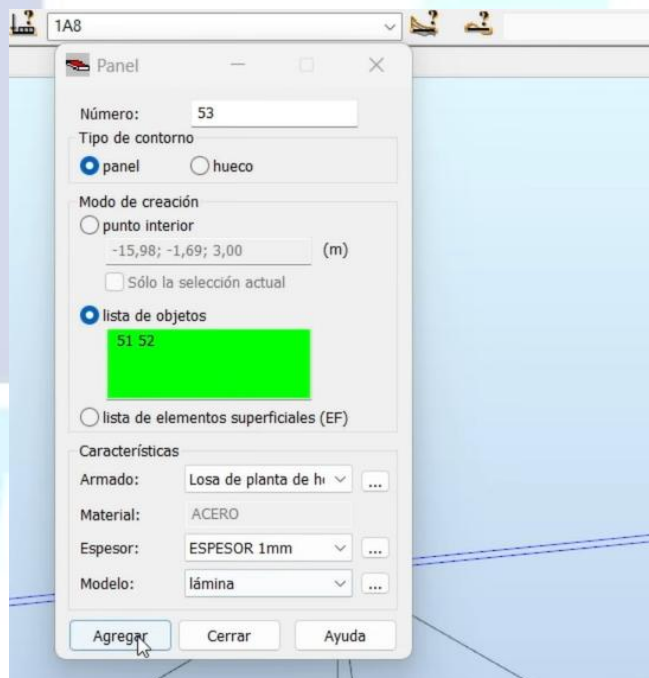 1A8
Panel
Número: 53
Tipo de contorno
panel hueco
Modo de creación
punto interior
-15,98; -1,69; 3,00 (m)
Sólo la selección actual
lista de objetos
51 52
lista de elementos superficiales (EF)
Características
Armado: Losa de planta de h ...
Material: ACERO
Espesor: ESPESOR 1mm ...
Modelo: lámina ...
Agregar Cerrar Ayuda